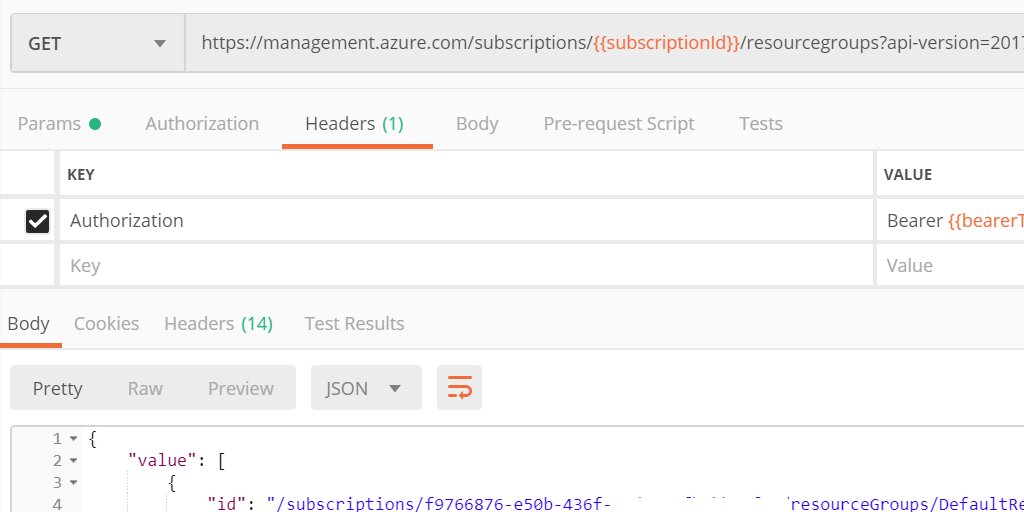 GET https://management.azure.com/subscriptions/{{subscriptionId}}/resourcegroups?api-version=2017
Params Authorization Headers (1) Body Pre-request Script Tests
KEY VALUE
Authorization Bearer {{bearerT
Key Value
Body Cookies Headers (14) Test Results
Pretty Raw Preview JSON
1 {
2 "value": [
3 {
4 "id": "/subscriptions/f9766876-e50b-436f- /resourceGroups/DefaultRe